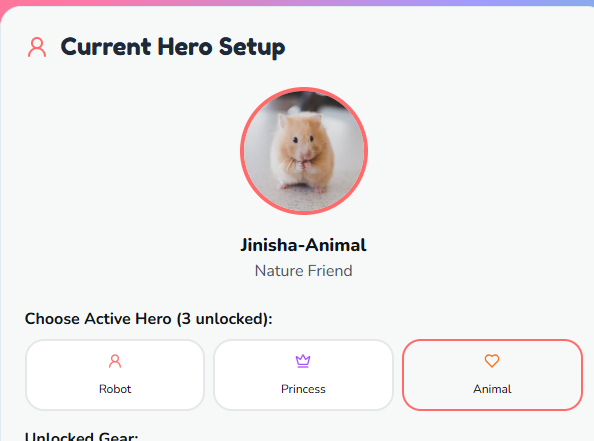 Current Hero Setup
Jinisha-Animal
Nature Friend
Choose Active Hero (3 unlocked):
Robot
Princess
Animal
Unlocked Gear: